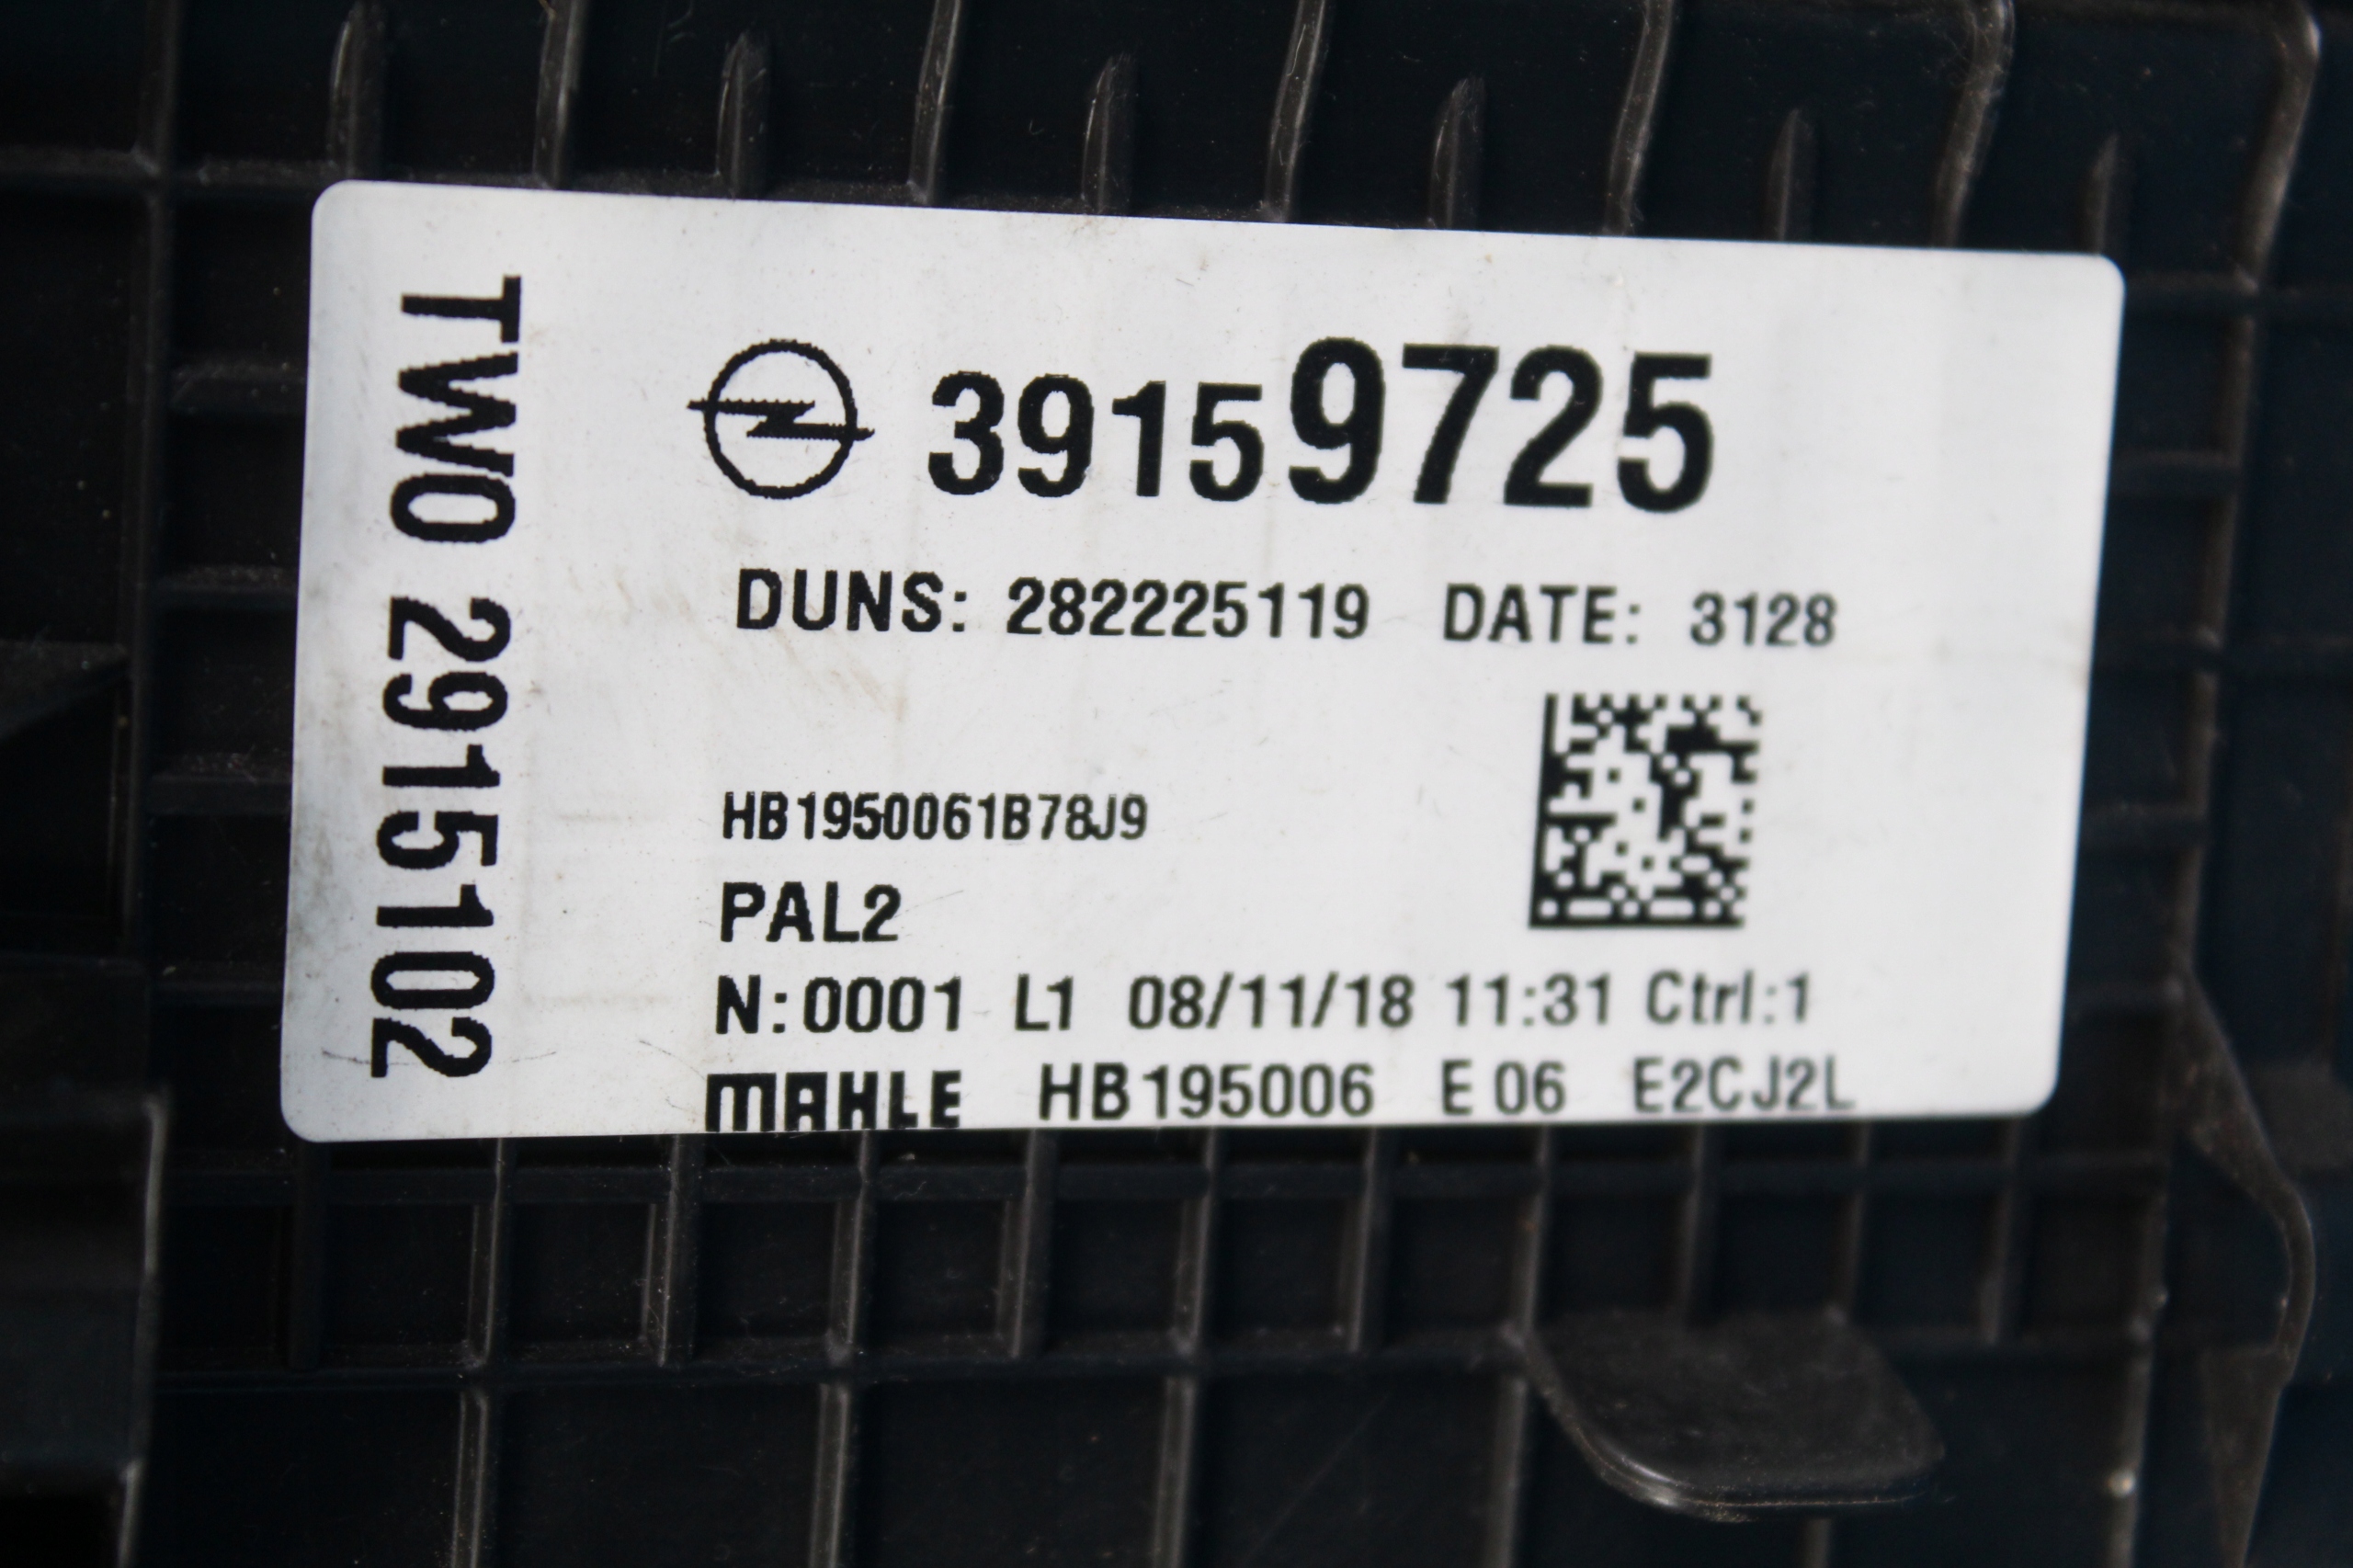 TW0 2915102
39159725
DUNS: 282225119 DATE: 3128
HB1950061B78J9
PAL2
N:0001 L1 08/11/18 11:31 Ctrl:1
MAHLE HB195006 E 06 E2CJ2L